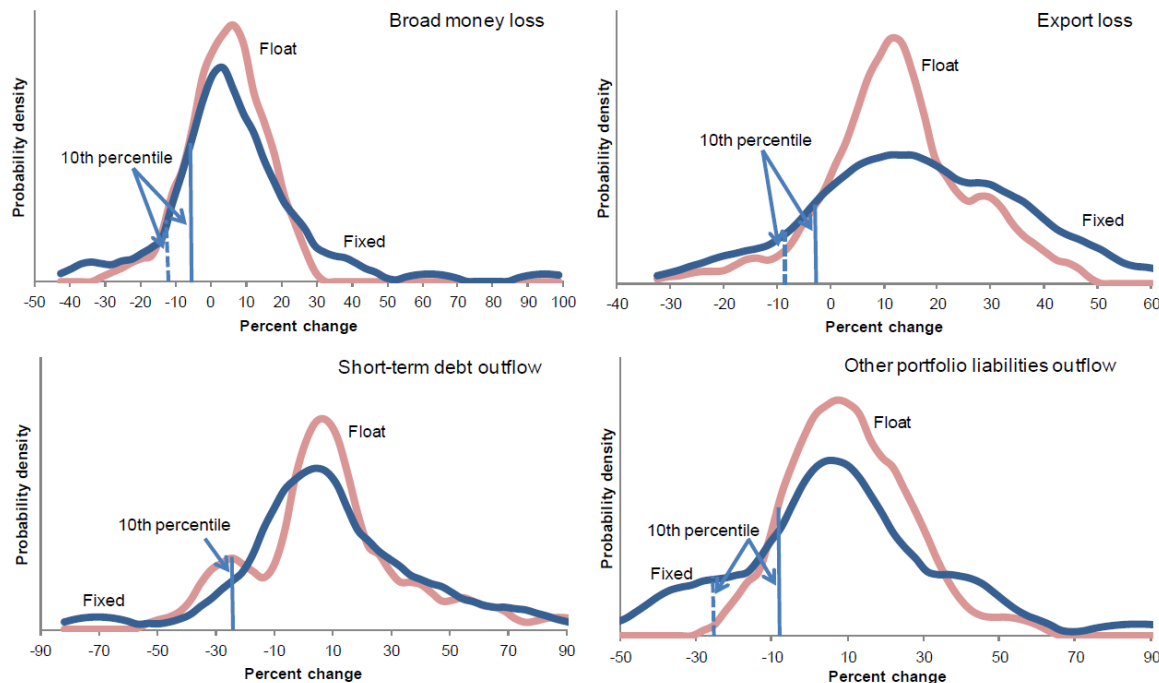 Broad money loss
Float
Probability density
10th percentile
Fixed
-50 -40 -30 -20 -10 0 10 20 30 40 50 60 70 80 90 100
Percent change
Export loss
Float
Probability density
10th percentile
Fixed
-40 -30 -20 -10 0 10 20 30 40 50 60
Percent change
Short-term debt outflow
Float
Probability density
10th percentile
Fixed
-90 -70 -50 -30 -10 10 30 50 70 90
Percent change
Other portfolio liabilities outflow
Float
Probability density
10th percentile
Fixed
-50 -30 -10 10 30 50 70 90
Percent change